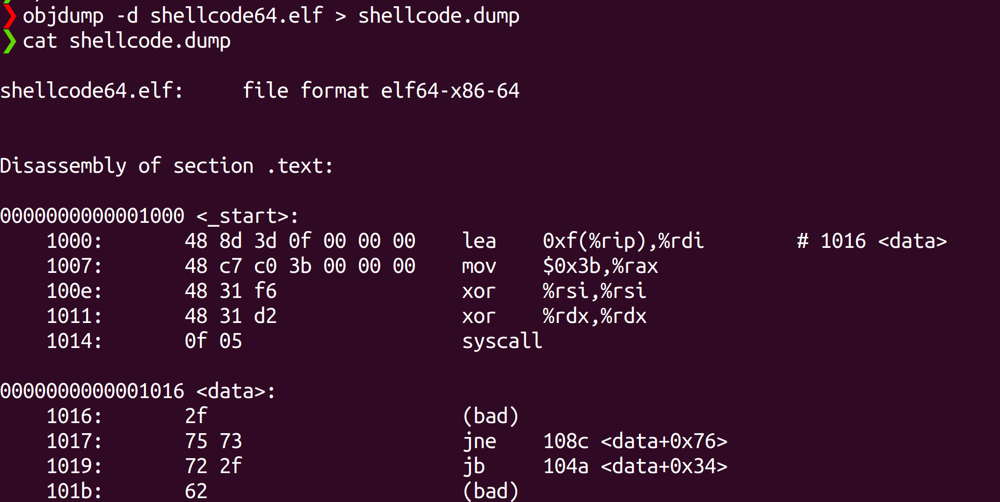 ❯ objdump -d shellcode64.elf > shellcode.dump
❯ cat shellcode.dump
shellcode64.elf:     file format elf64-x86-64
Disassembly of section .text:
0000000000001000 <_start>:
    1000:       48 8d 3d 0f 00 00 00    lea    0xf(%rip),%rdi        # 1016 <data>
    1007:       48 c7 c0 3b 00 00 00    mov    $0x3b,%rax
    100e:       48 31 f6                xor    %rsi,%rsi
    1011:       48 31 d2                xor    %rdx,%rdx
    1014:       0f 05                   syscall
0000000000001016 <data>:
    1016:       2f                      (bad)
    1017:       75 73                   jne    108c <data+0x76>
    1019:       72 2f                   jb     104a <data+0x34>
    101b:       62                      (bad)